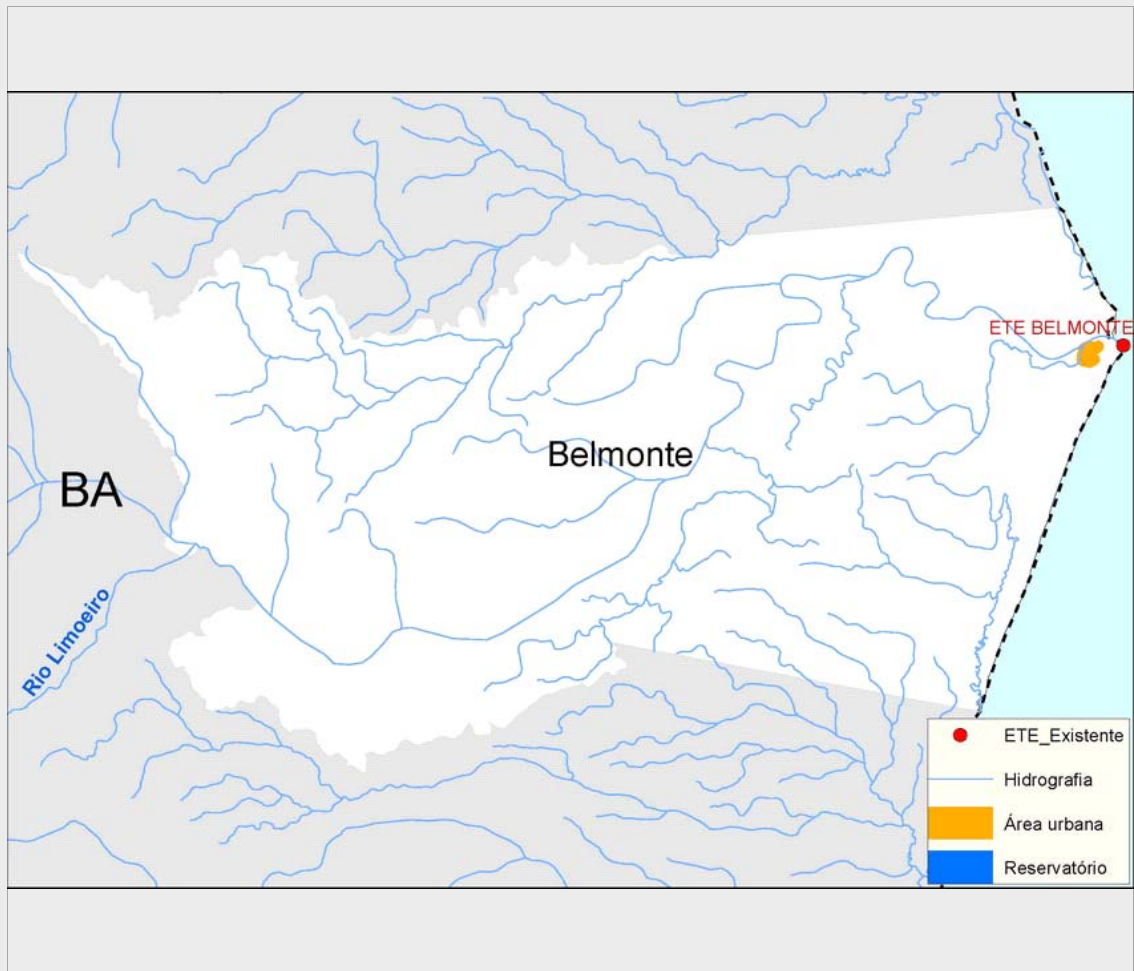 ETE BELMONTE
Belmonte
BA
Rio Limoeiro
ETE_Existente
Hidrografia
Área urbana
Reservatório